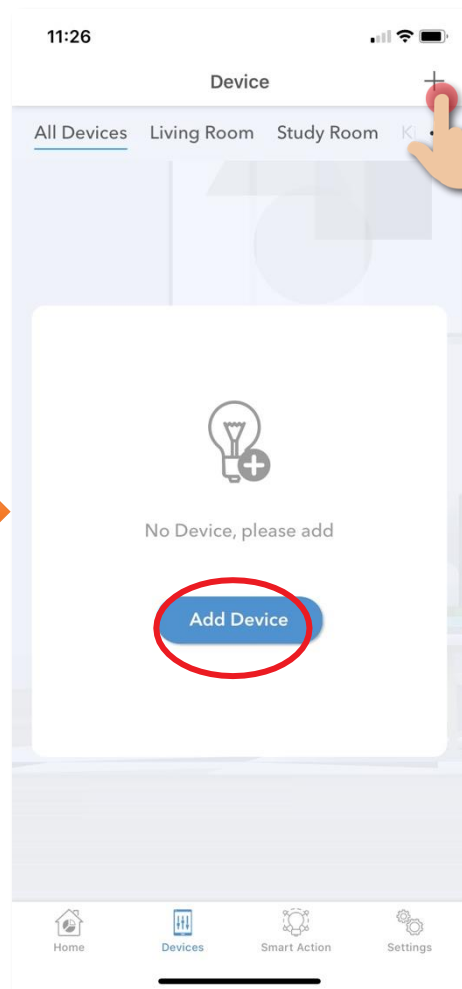 11:26
Device
All Devices Living Room Study Room
No Device, please add
Add Device
Home Devices Smart Action Settings